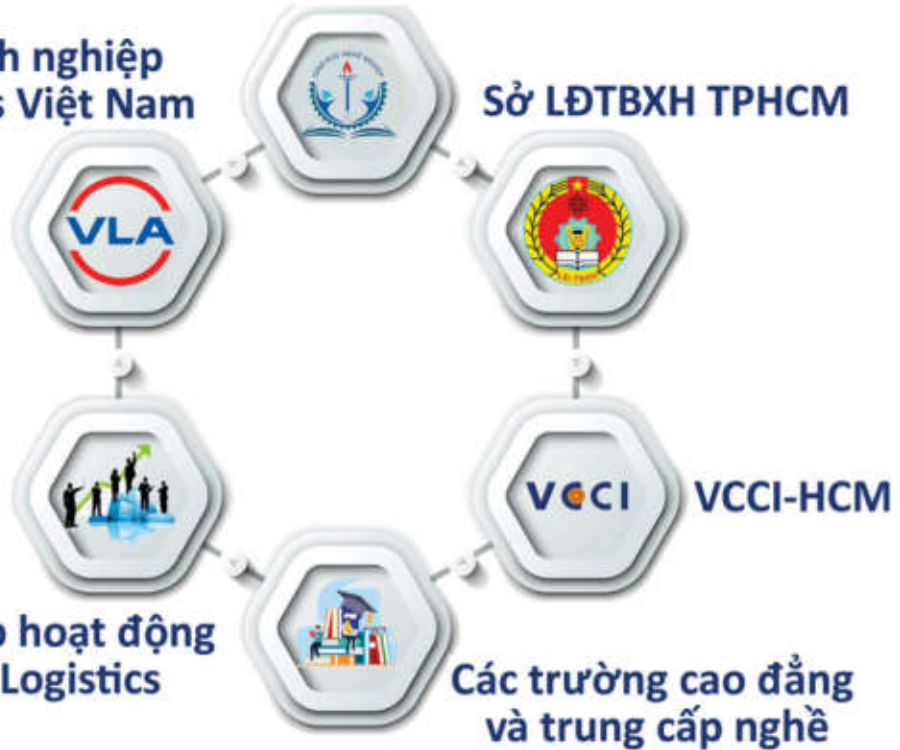 h nghiệp
s Việt Nam
Sở LĐTBXH TPHCM
VLA
VCCI
VCCI-HCM
hoạt động
Logistics
Các trường cao đẳng
và trung cấp nghề